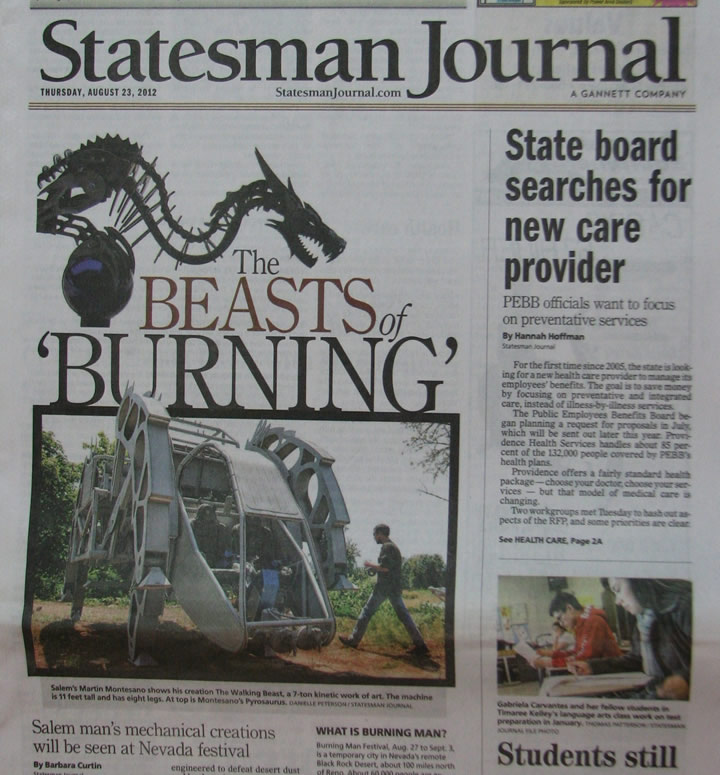 Statesman Journal
THURSDAY, AUGUST 23, 2012
StatesmanJournal.com
A GANNETT COMPANY
The
BEASTS of
'BURNING'
Salem's Martin Montesano shows his creation The Walking Beast, a 7-ton kinetic work of art. The machine
is 11 feet tall and has eight legs. At top is Montesano's Pyrosaurus. DANIELLE PETERSON / STATESMAN JOURNAL
Salem man's mechanical creations
will be seen at Nevada festival
By Barbara Curtin
Statesman Journal
engineered to defeat desert dust
WHAT IS BURNING MAN?
Burning Man Festival, Aug. 27 to Sept. 3,
is a temporary city in Nevada's remote
Black Rock Desert, about 100 miles north
of Reno. About 60,000 people are
State board
searches for
new care
provider
PEBB officials want to focus
on preventative services
By Hannah Hoffman
Statesman Journal
For the first time since 2005, the state is look-
ing for a new health care provider to manage its
employees' benefits. The goal is to save money
by focusing on preventative and integrated
care, instead of illness-by-illness services.
The Public Employees Benefits Board be-
gan planning a request for proposals in July,
which will be sent out later this year. Provi-
dence Health Services handles about 85 per-
cent of the 132,000 people covered by PEBB's
health plans.
Providence offers a fairly standard health
package — choose your doctor, choose your ser-
vices — but that model of medical care is
changing.
Two workgroups met Tuesday to hash out as-
pects of the RFP, and some priorities are clear.
See HEALTH CARE, Page 2A
Gabriela Cervantes and her fellow students in
Timaree Kelley's language arts class work on test
preparation in January. THOMAS PATTERSON / STATESMAN
JOURNAL FILE PHOTO
Students still